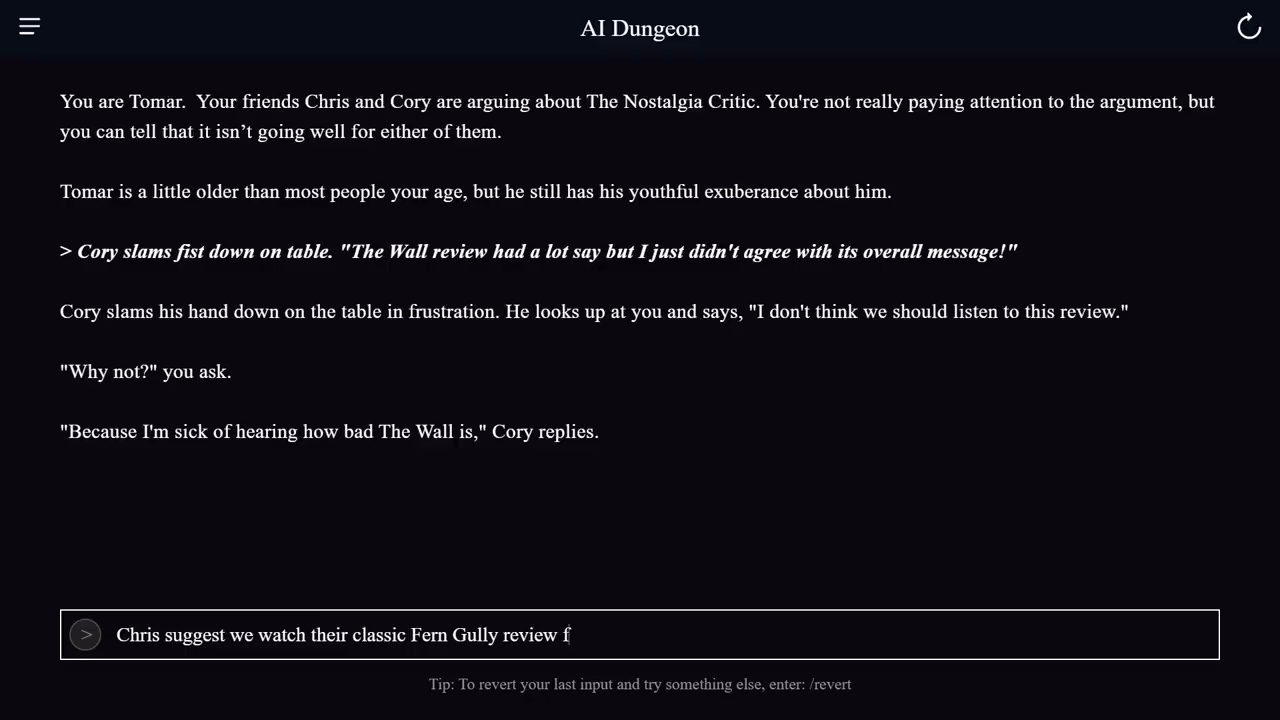 AI Dungeon
You are Tomar.  Your friends Chris and Cory are arguing about The Nostalgia Critic. You're not really paying attention to the argument, but
you can tell that it isn’t going well for either of them.
Tomar is a little older than most people your age, but he still has his youthful exuberance about him.
> Cory slams fist down on table. "The Wall review had a lot say but I just didn't agree with its overall message!"
Cory slams his hand down on the table in frustration. He looks up at you and says, "I don't think we should listen to this review."
"Why not?" you ask.
"Because I'm sick of hearing how bad The Wall is," Cory replies.
> Chris suggest we watch their classic Fern Gully review f
Tip: To revert your last input and try something else, enter: /revert